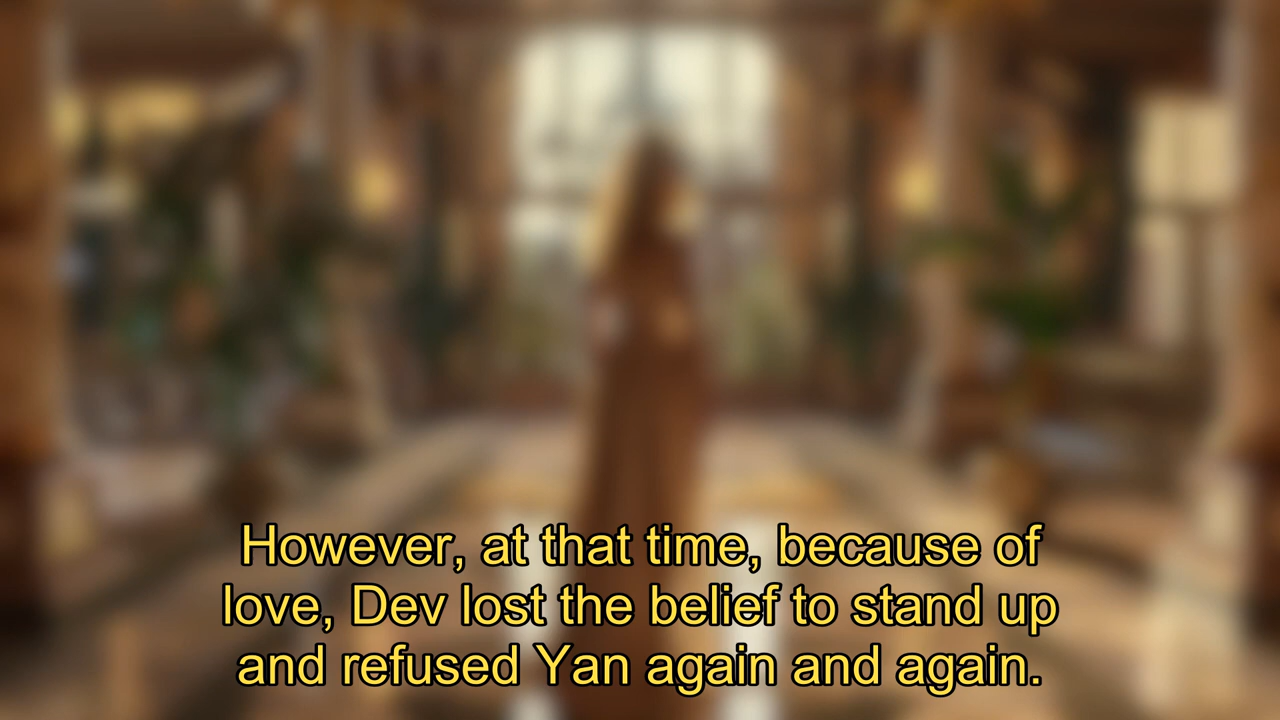 However, at that time, because of
love, Dev lost the belief to stand up
and refused Yan again and again.